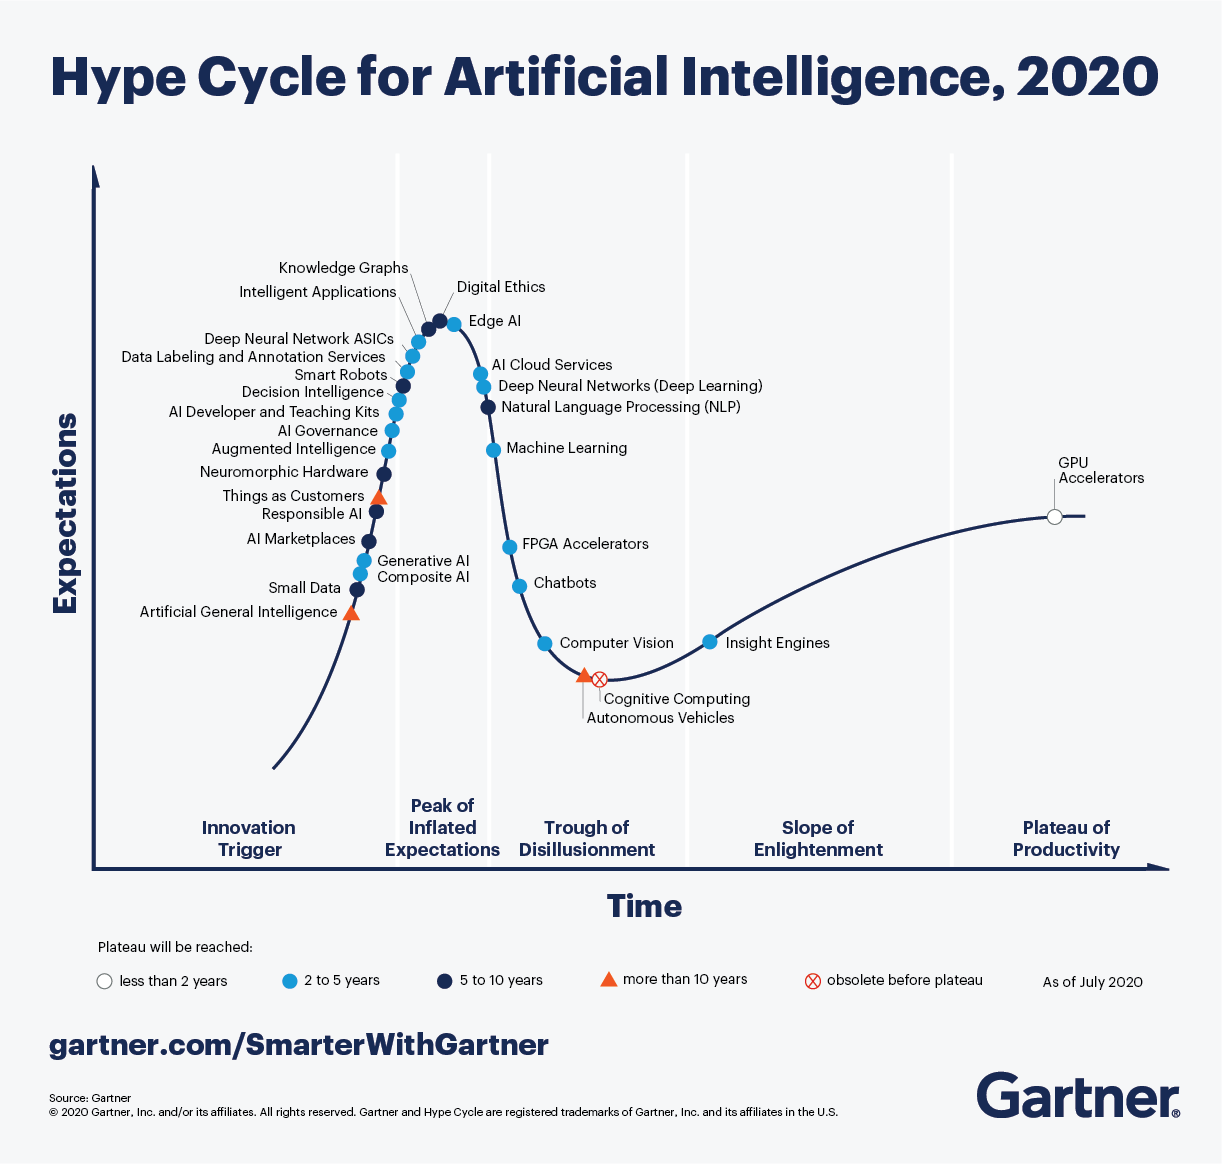 Hype Cycle for Artificial Intelligence, 2020
Expectations
Knowledge Graphs
Intelligent Applications
Deep Neural Network ASICs
Data Labeling and Annotation Services
Smart Robots
Decision Intelligence
AI Developer and Teaching Kits
AI Governance
Augmented Intelligence
Neuromorphic Hardware
Things as Customers
Responsible AI
AI Marketplaces
Generative AI
Composite AI
Small Data
Artificial General Intelligence
Digital Ethics
Edge AI
AI Cloud Services
Deep Neural Networks (Deep Learning)
Natural Language Processing (NLP)
Machine Learning
FPGA Accelerators
Chatbots
Computer Vision
Cognitive Computing
Autonomous Vehicles
Insight Engines
GPU
Accelerators
Innovation
Trigger
Peak of
Inflated
Expectations
Trough of
Disillusionment
Slope of
Enlightenment
Plateau of
Productivity
Time
Plateau will be reached:
less than 2 years
2 to 5 years
5 to 10 years
more than 10 years
obsolete before plateau
As of July 2020
gartner.com/SmarterWithGartner
Source: Gartner
© 2020 Gartner, Inc. and/or its affiliates. All rights reserved. Gartner and Hype Cycle are registered trademarks of Gartner, Inc. and its affiliates in the U.S.
Gartner®